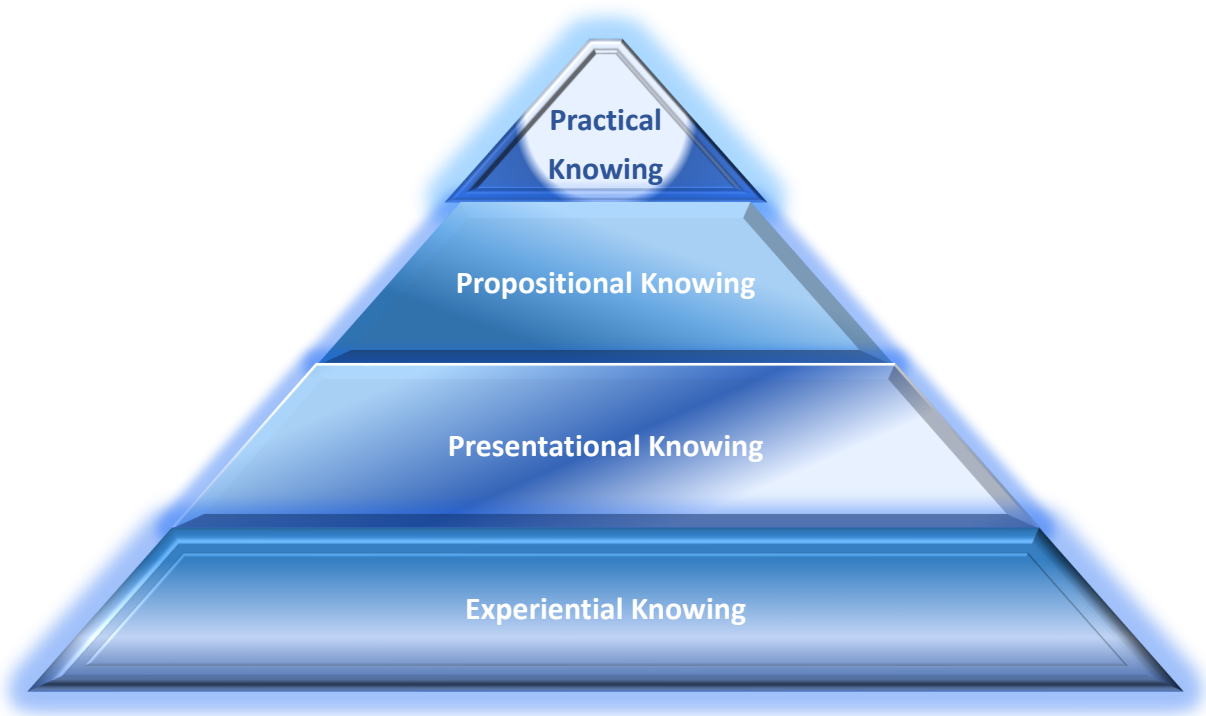 Practical
Knowing
Propositional Knowing
Presentational Knowing
Experiential Knowing